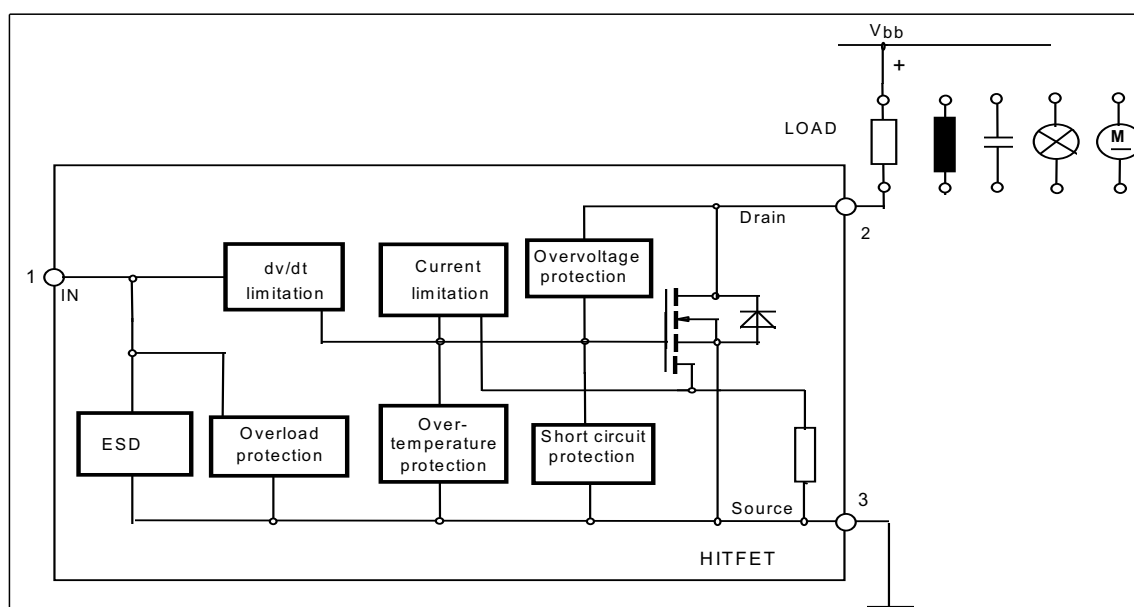 Vbb
+
LOAD
M
Drain
2
Overvoltage
protection
dv/dt
limitation
Current
limitation
1
IN
ESD
Overload
protection
Over-
temperature
protection
Short circuit
protection
Source
3
HITFET